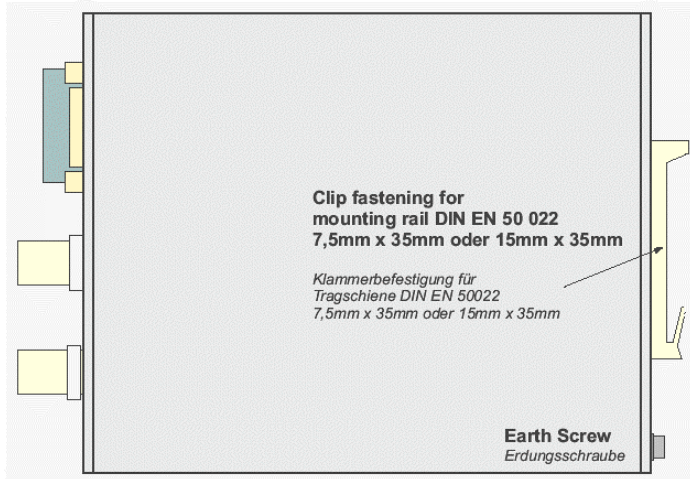 Clip fastening for
mounting rail DIN EN 50 022
7,5mm x 35mm oder 15mm x 35mm
Klammerbefestigung für
Tragschiene DIN EN 50022
7,5mm x 35mm oder 15mm x 35mm
Earth Screw
Erdungsschraube